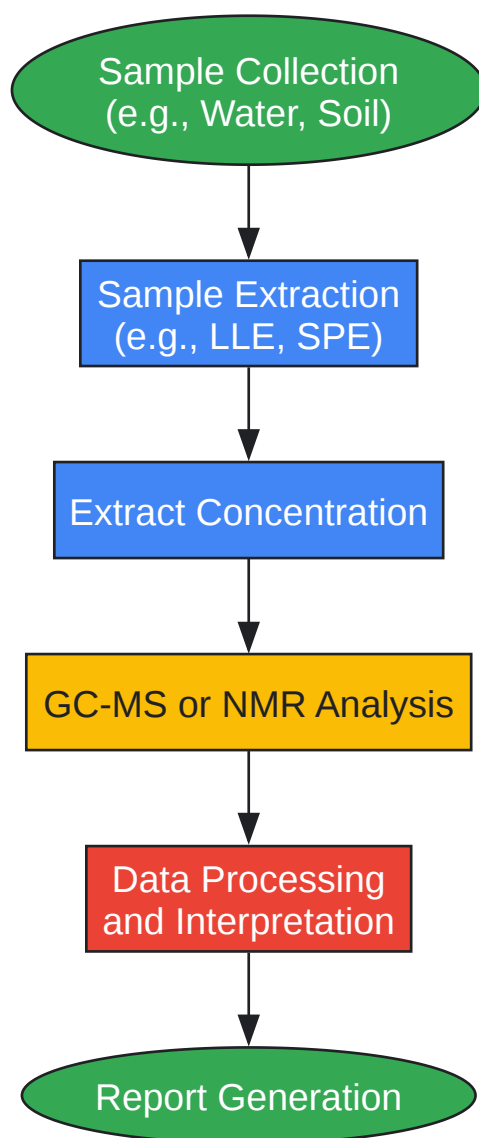 Sample Collection
(e.g., Water, Soil)
Sample Extraction
(e.g., LLE, SPE)
Extract Concentration
GC-MS or NMR Analysis
Data Processing
and Interpretation
Report Generation